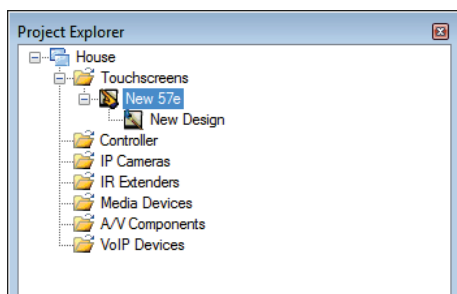 Project Explorer
House
Touchscreens
New 57e
New Design
Controller
IP Cameras
IR Extenders
Media Devices
A/V Components
VoIP Devices